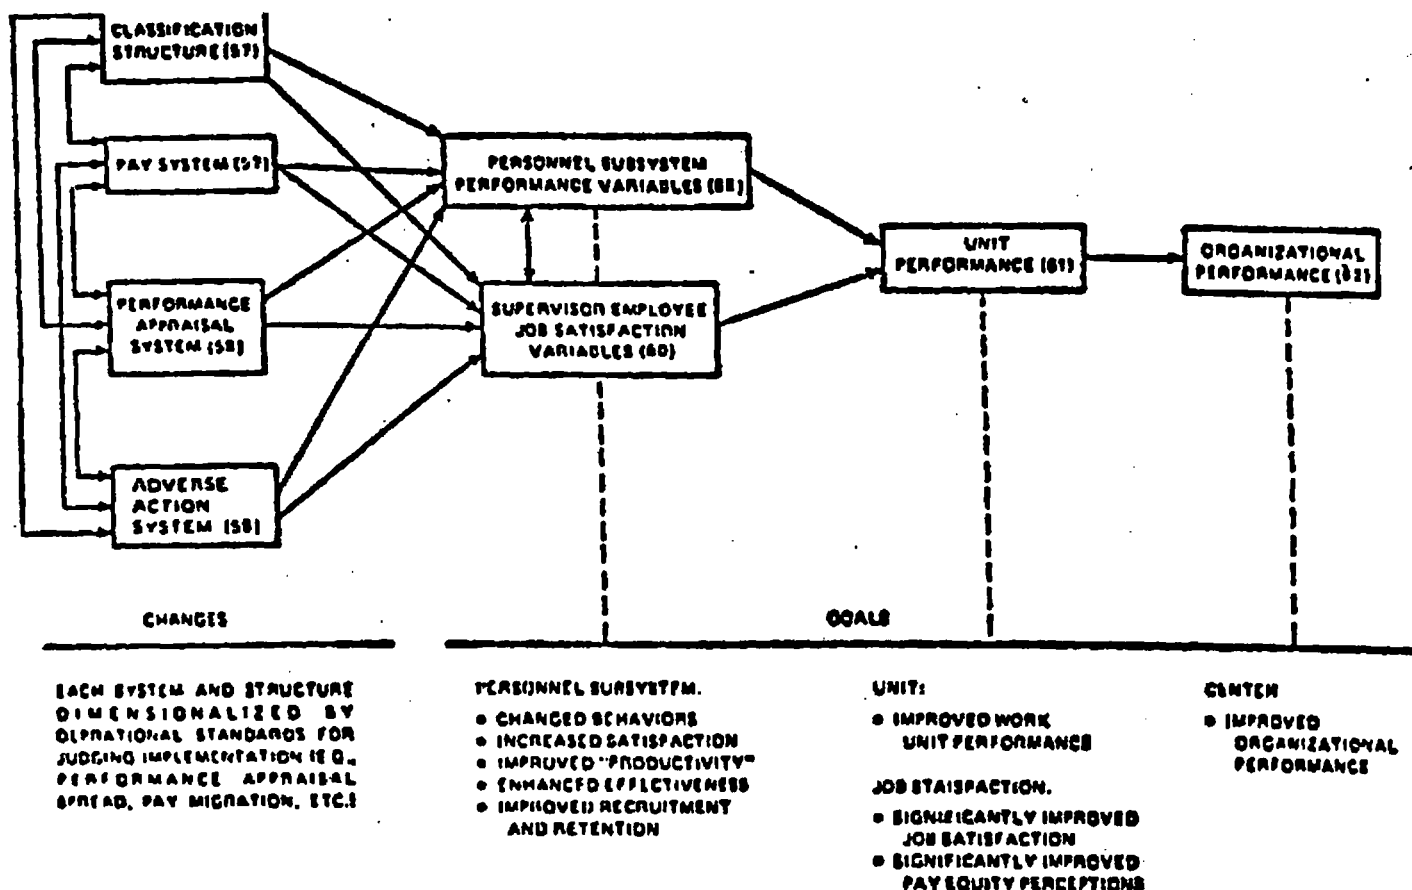 CLASSIFICATION
STRUCTURE (57)
PAY SYSTEM (57)
PERSONNEL SUBSYSTEM
PERFORMANCE VARIABLES
UNIT
PERFORMANCE (61)
ORGANIZATIONAL
PERFORMANCE
PERFORMANCE
APPRAISAL
SYSTEM (58)
SUPERVISOR EMPLOYEE
JOB SATISFACTION
VARIABLES (60)
ADVERSE
ACTION
SYSTEM
CHANGES
GOALS
EACH SYSTEM AND STRUCTURE
DIMENSIONALIZED BY
OPERATIONAL STANDARDS FOR
JUDGING IMPLEMENTATION (E.G.,
PERFORMANCE APPRAISAL
SPREAD, PAY MIGRATION, ETC.)
PERSONNEL SUBSYSTEM.
• CHANGED BEHAVIORS
• INCREASED SATISFACTION
• IMPROVED "PRODUCTIVITY"
• ENHANCED EFFECTIVENESS
• IMPROVED RECRUITMENT
AND RETENTION
UNIT:
• IMPROVED WORK
UNIT PERFORMANCE
JOB STAISFACTION.
• SIGNIFICANTLY IMPROVED
JOB SATISFACTION
• SIGNIFICANTLY IMPROVED
PAY EQUITY PERCEPTIONS
CENTER
• IMPROVED
ORGANIZATIONAL
PERFORMANCE